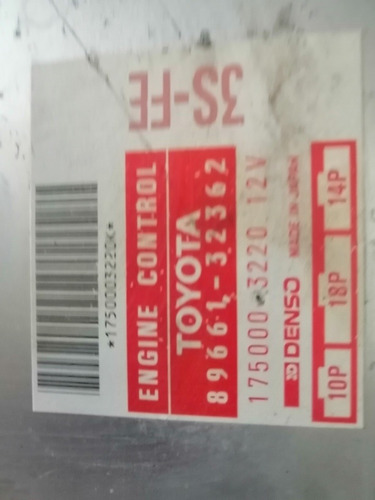 3S-FE
ENGINE CONTROL
TOYOTA
89661-32362
175000-3220 12V
DENSO MADE IN JAPAN
10P 18P 14P
*1750003220K*